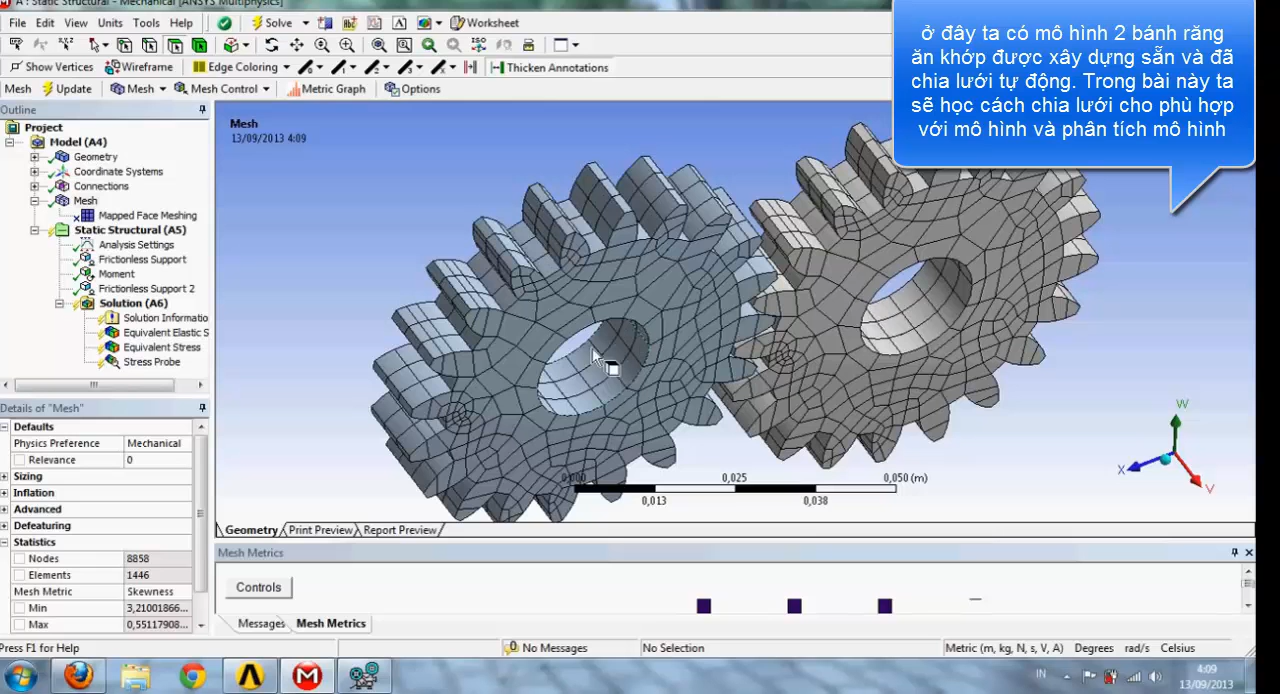 A : Static Structural - Mechanical [ANSYS Multiphysics]
File Edit View Units Tools Help Solve Worksheet
Show Vertices Wireframe Edge Coloring Thicken Annotations
Mesh Update Mesh Mesh Control Metric Graph Options
ở đây ta có mô hình 2 bánh răng
ăn khớp được xây dựng sẵn và đã
chia lưới tự động. Trong bài này ta
sẽ học cách chia lưới cho phù hợp
với mô hình và phân tích mô hình
Outline
Project
Model (A4)
Geometry
Coordinate Systems
Connections
Mesh
Mapped Face Meshing
Static Structural (A5)
Analysis Settings
Frictionless Support
Moment
Frictionless Support 2
Solution (A6)
Solution Informatio
Equivalent Elastic S
Equivalent Stress
Stress Probe
Details of "Mesh"
Defaults
Physics Preference Mechanical
Relevance 0
Sizing
Inflation
Advanced
Defeaturing
Statistics
Nodes 8858
Elements 1446
Mesh Metric Skewness
Min 3,21001866...
Max 0,55117908...
Mesh
13/09/2013 4:09
0,000 0,025 0,050 (m)
0,013 0,038
W
X
V
Geometry Print Preview Report Preview
Mesh Metrics
Controls
Messages Mesh Metrics
Press F1 for Help No Messages No Selection Metric (m, kg, N, s, V, A) Degrees rad/s Celsius
IN 4:09
13/09/2013